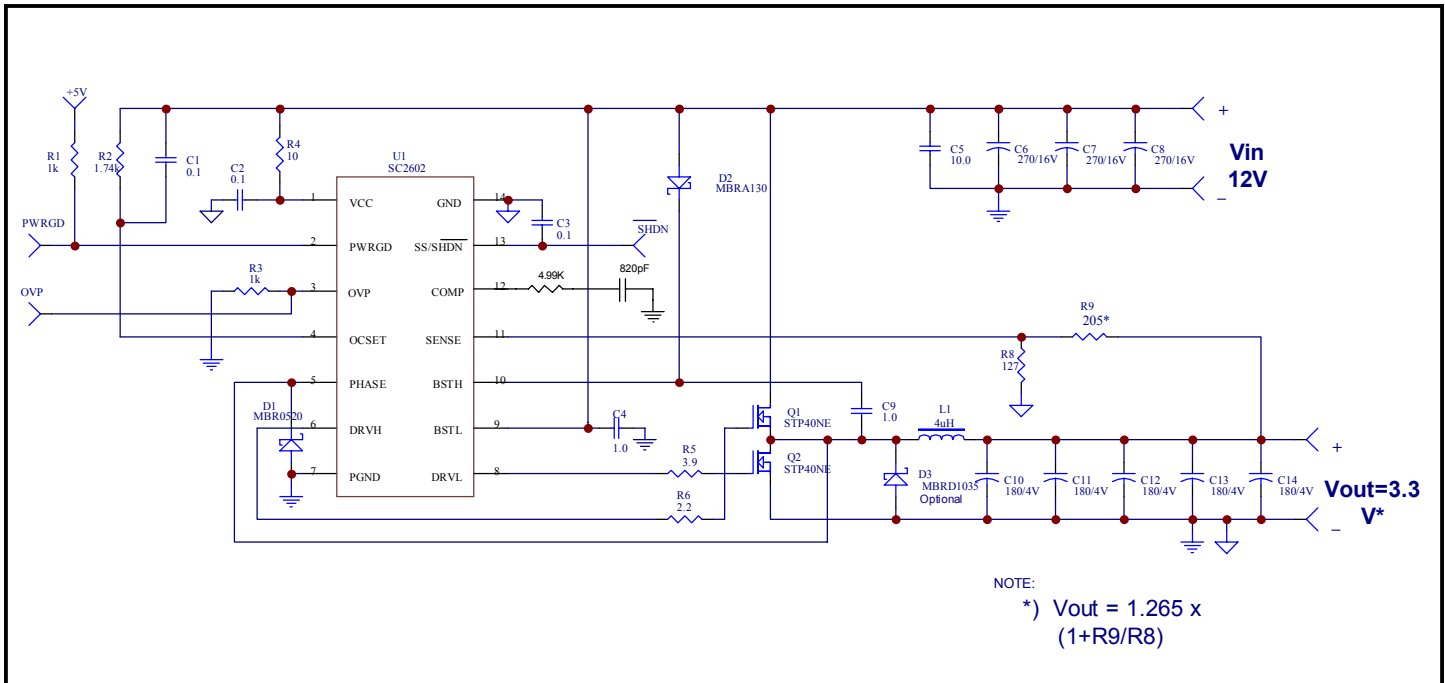 +5V
R1
1k
R2
1.74k
C1
0.1
C2
0.1
R4
10
U1
SC2602
1
VCC
GND
14
2
PWRGD
SS/SHDN
13
3
OVP
COMP
12
4
OCSET
SENSE
11
5
PHASE
BSTH
10
6
DRVH
BSTL
9
7
PGND
DRVL
8
PWRGD
OVP
R3
1k
D1
MBR0520
C3
0.1
SHDN
4.99K
820pF
D2
MBRA130
C4
1.0
R5
3.9
R6
2.2
Q1
STP40NE
Q2
STP40NE
C9
1.0
L1
4uH
D3
MBRD1035
Optional
R8
127
R9
205*
C5
10.0
C6
270/16V
C7
270/16V
C8
270/16V
+
Vin
12V
_
C10
180/4V
C11
180/4V
C12
180/4V
C13
180/4V
C14
180/4V
+
Vout=3.3
V*
_
NOTE:
*) Vout = 1.265 x
(1+R9/R8)